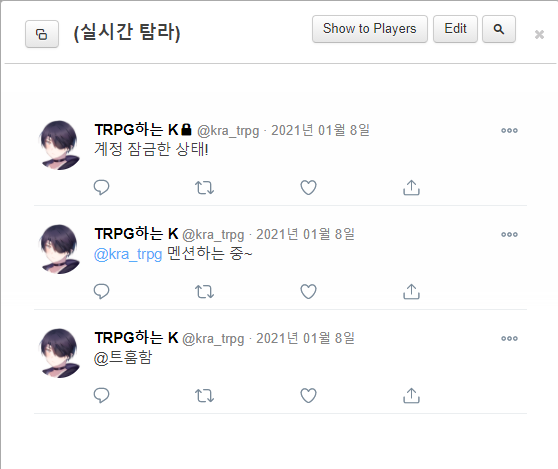 (실시간 탐라)
Show to Players
Edit
TRPG하는 K @kra_trpg · 2021년 01월 8일
계정 잠금한 상태!
TRPG하는 K @kra_trpg · 2021년 01월 8일
@kra_trpg 멘션하는 중~
TRPG하는 K @kra_trpg · 2021년 01월 8일
@트훔함